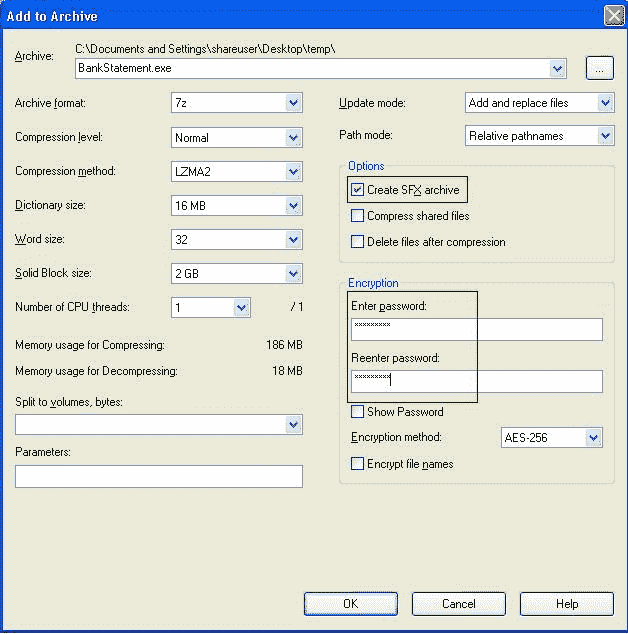 Add to Archive
Archive:
C:\Documents and Settings\shareuser\Desktop\temp\
BankStatement.exe
...
Archive format:
7z
Compression level:
Normal
Compression method:
LZMA2
Dictionary size:
16 MB
Word size:
32
Solid Block size:
2 GB
Number of CPU threads:
1
/ 1
Memory usage for Compressing:
186 MB
Memory usage for Decompressing:
18 MB
Split to volumes, bytes:
Parameters:
Update mode:
Add and replace files
Path mode:
Relative pathnames
Options
Create SFX archive
Compress shared files
Delete files after compression
Encryption
Enter password:
×××××××××
Reenter password:
×××××××××
Show Password
Encryption method:
AES-256
Encrypt file names
OK
Cancel
Help